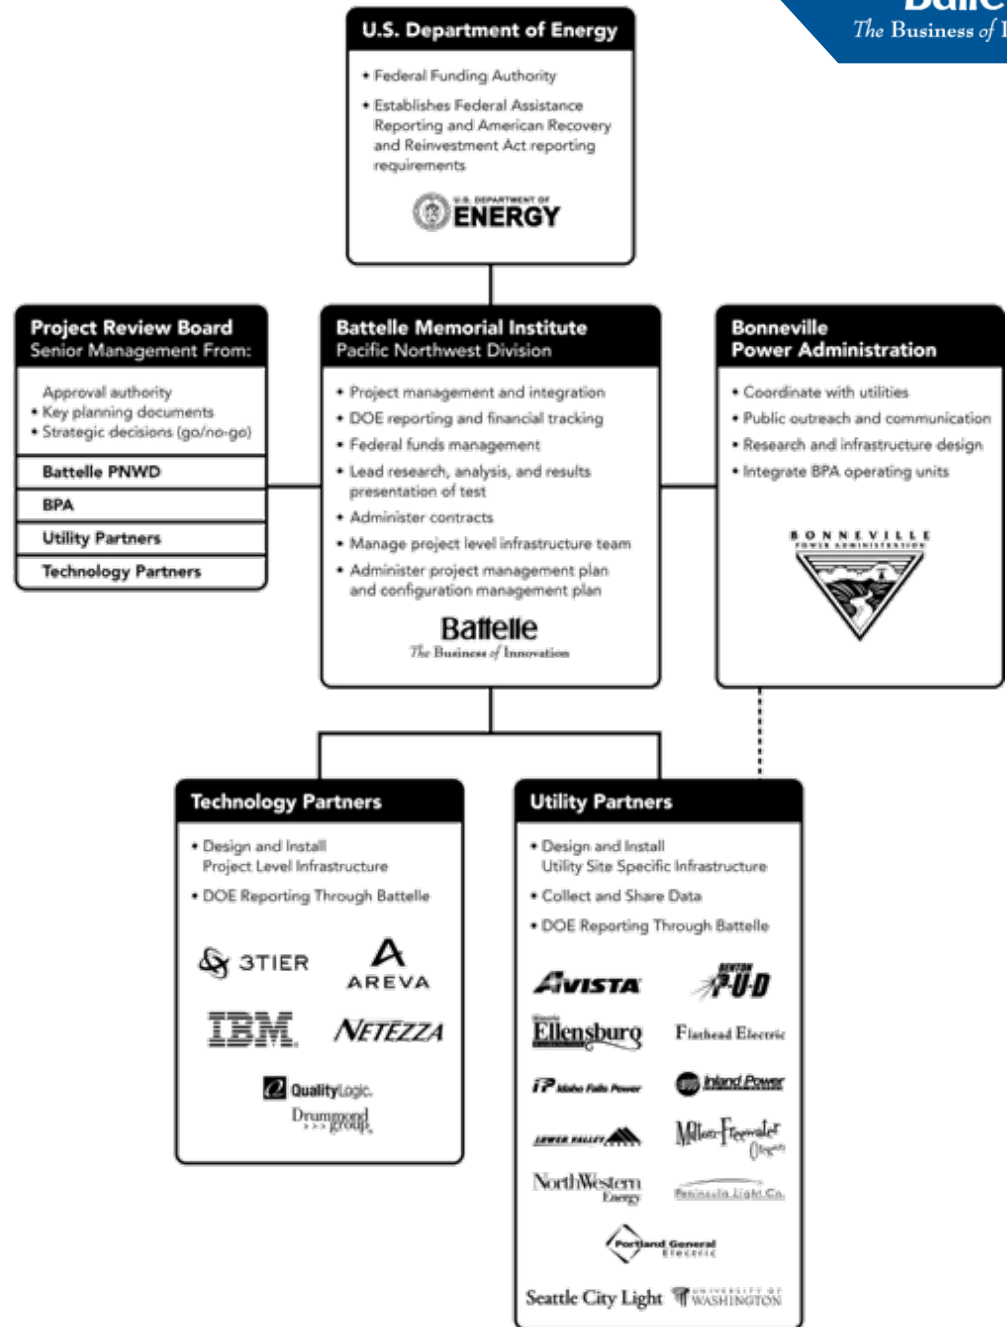 The Business of
U.S. Department of Energy
• Federal Funding Authority
• Establishes Federal Assistance
Reporting and American Recovery
and Reinvestment Act reporting
requirements
U.S. DEPARTMENT OF
ENERGY
Project Review Board
Senior Management From:
Approval authority
• Key planning documents
• Strategic decisions (go/no-go)
Battelle PNWD
BPA
Utility Partners
Technology Partners
Battelle Memorial Institute
Pacific Northwest Division
• Project management and integration
• DOE reporting and financial tracking
• Federal funds management
• Lead research, analysis, and results
presentation of test
• Administer contracts
• Manage project level infrastructure team
• Administer project management plan
and configuration management plan
Battelle
The Business of Innovation
Bonneville
Power Administration
• Coordinate with utilities
• Public outreach and communication
• Research and infrastructure design
• Integrate BPA operating units
BONNEVILLE
POWER ADMINISTRATION
Technology Partners
• Design and Install
Project Level Infrastructure
• DOE Reporting Through Battelle
3TIER
AREVA
IBM
NETEZZA
QualityLogic.
Drummond
>>> group
Utility Partners
• Design and Install
Utility Site Specific Infrastructure
• Collect and Share Data
• DOE Reporting Through Battelle
AVISTA
BENTON
P·U·D
Ellensburg
Flathead Electric
Idaho Falls Power
Inland Power
LOWER VALLEY
Milton-Freewater
Oregon
NorthWestern
Energy
Peninsula Light Co.
Portland General
Electric
Seattle City Light
UNIVERSITY OF
WASHINGTON